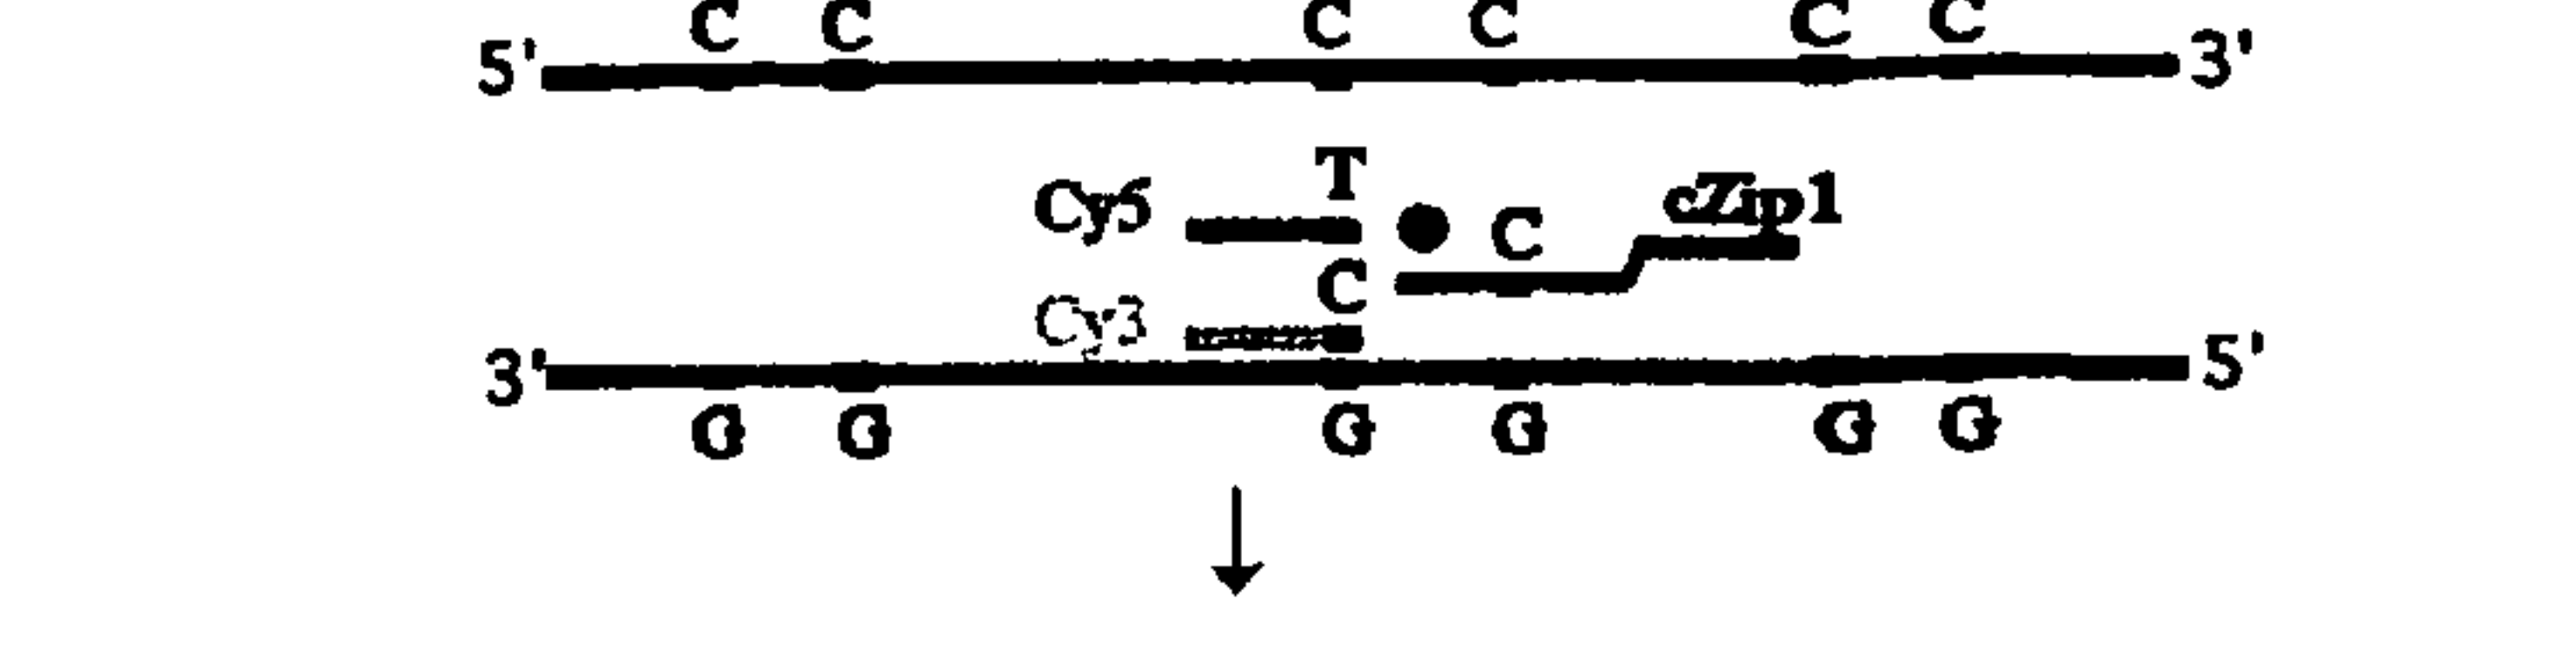 C C C C C C
5' 3'
T
Cy5 cZip1
C
C
Cy3
3' 5'
G G G G G G